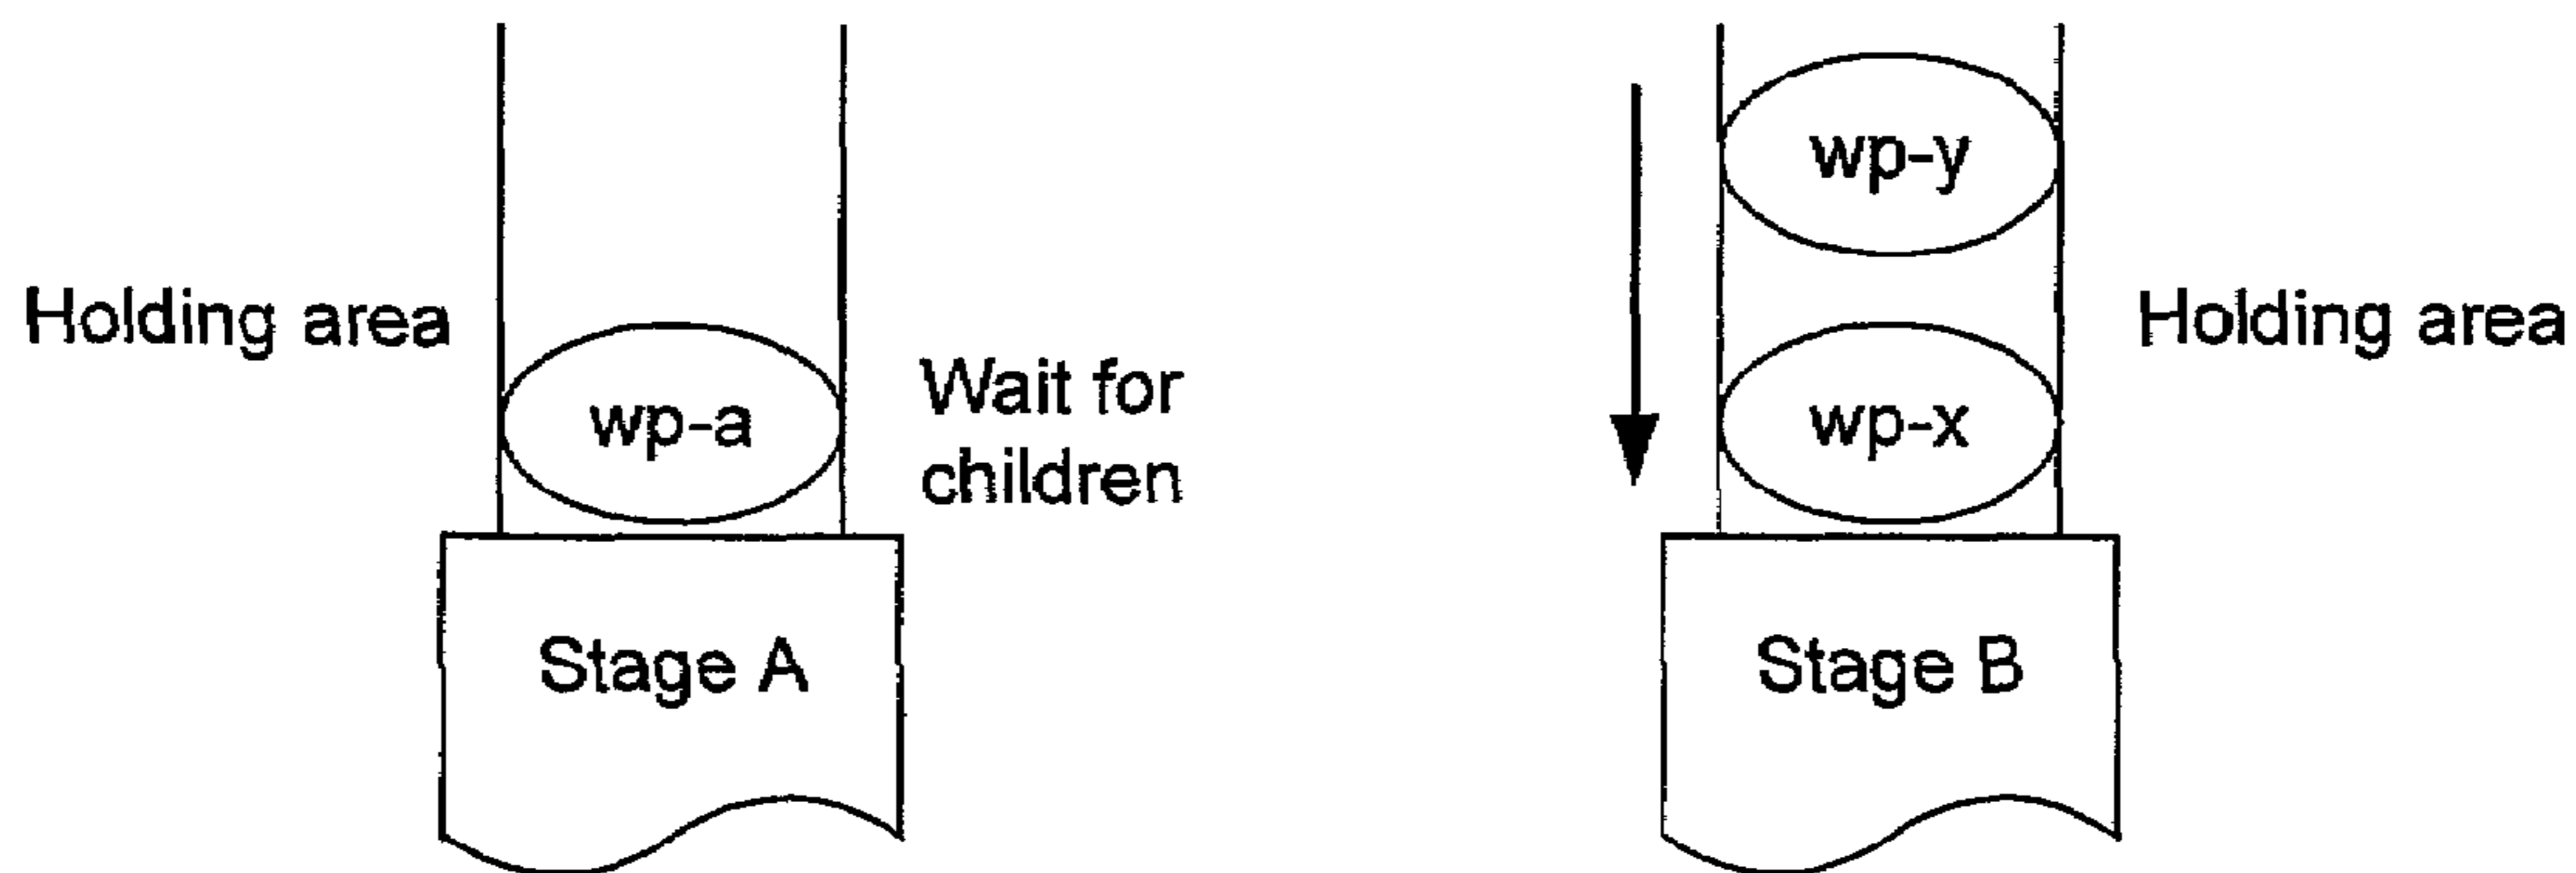 wp-y
Holding area
Holding area
wp-a
Wait for
children
wp-x
Stage A
Stage B